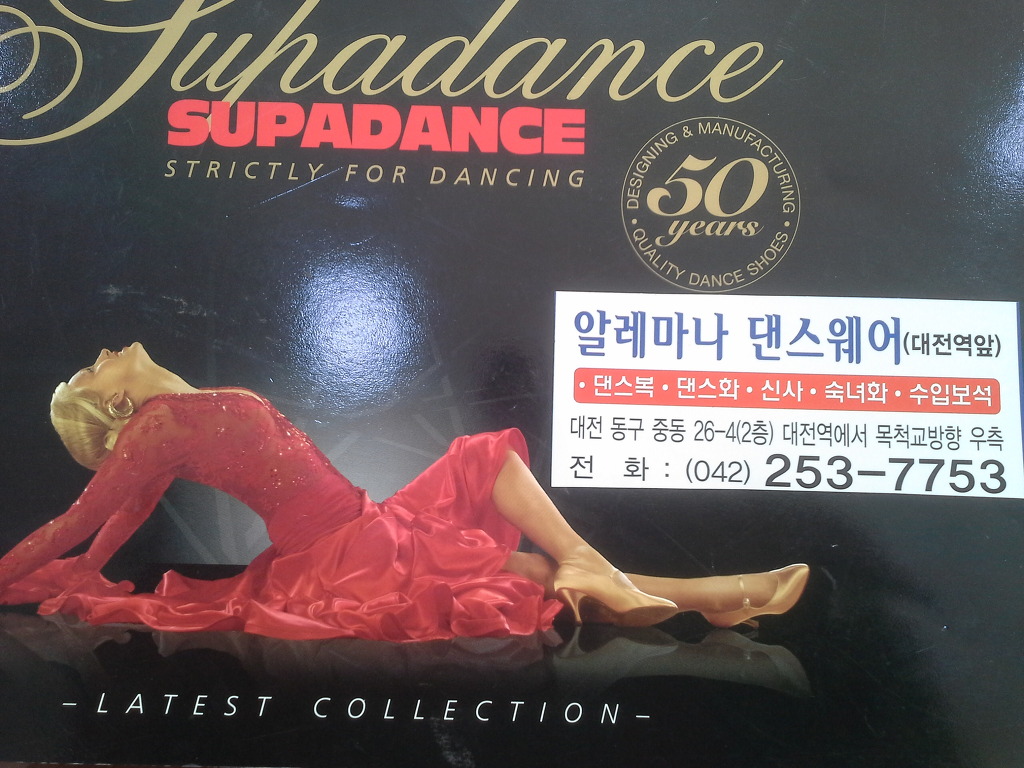 Supadance
SUPADANCE
STRICTLY FOR DANCING
• DESIGNING & MANUFACTURING •
50
years
QUALITY DANCE SHOES
알레마나 댄스웨어(대전역앞)
• 댄스복 • 댄스화 • 신사 • 숙녀화 • 수입보석
대전 동구 중동 26-4(2층) 대전역에서 목척교방향 우측
전 화 : (042) 253-7753
– LATEST COLLECTION –